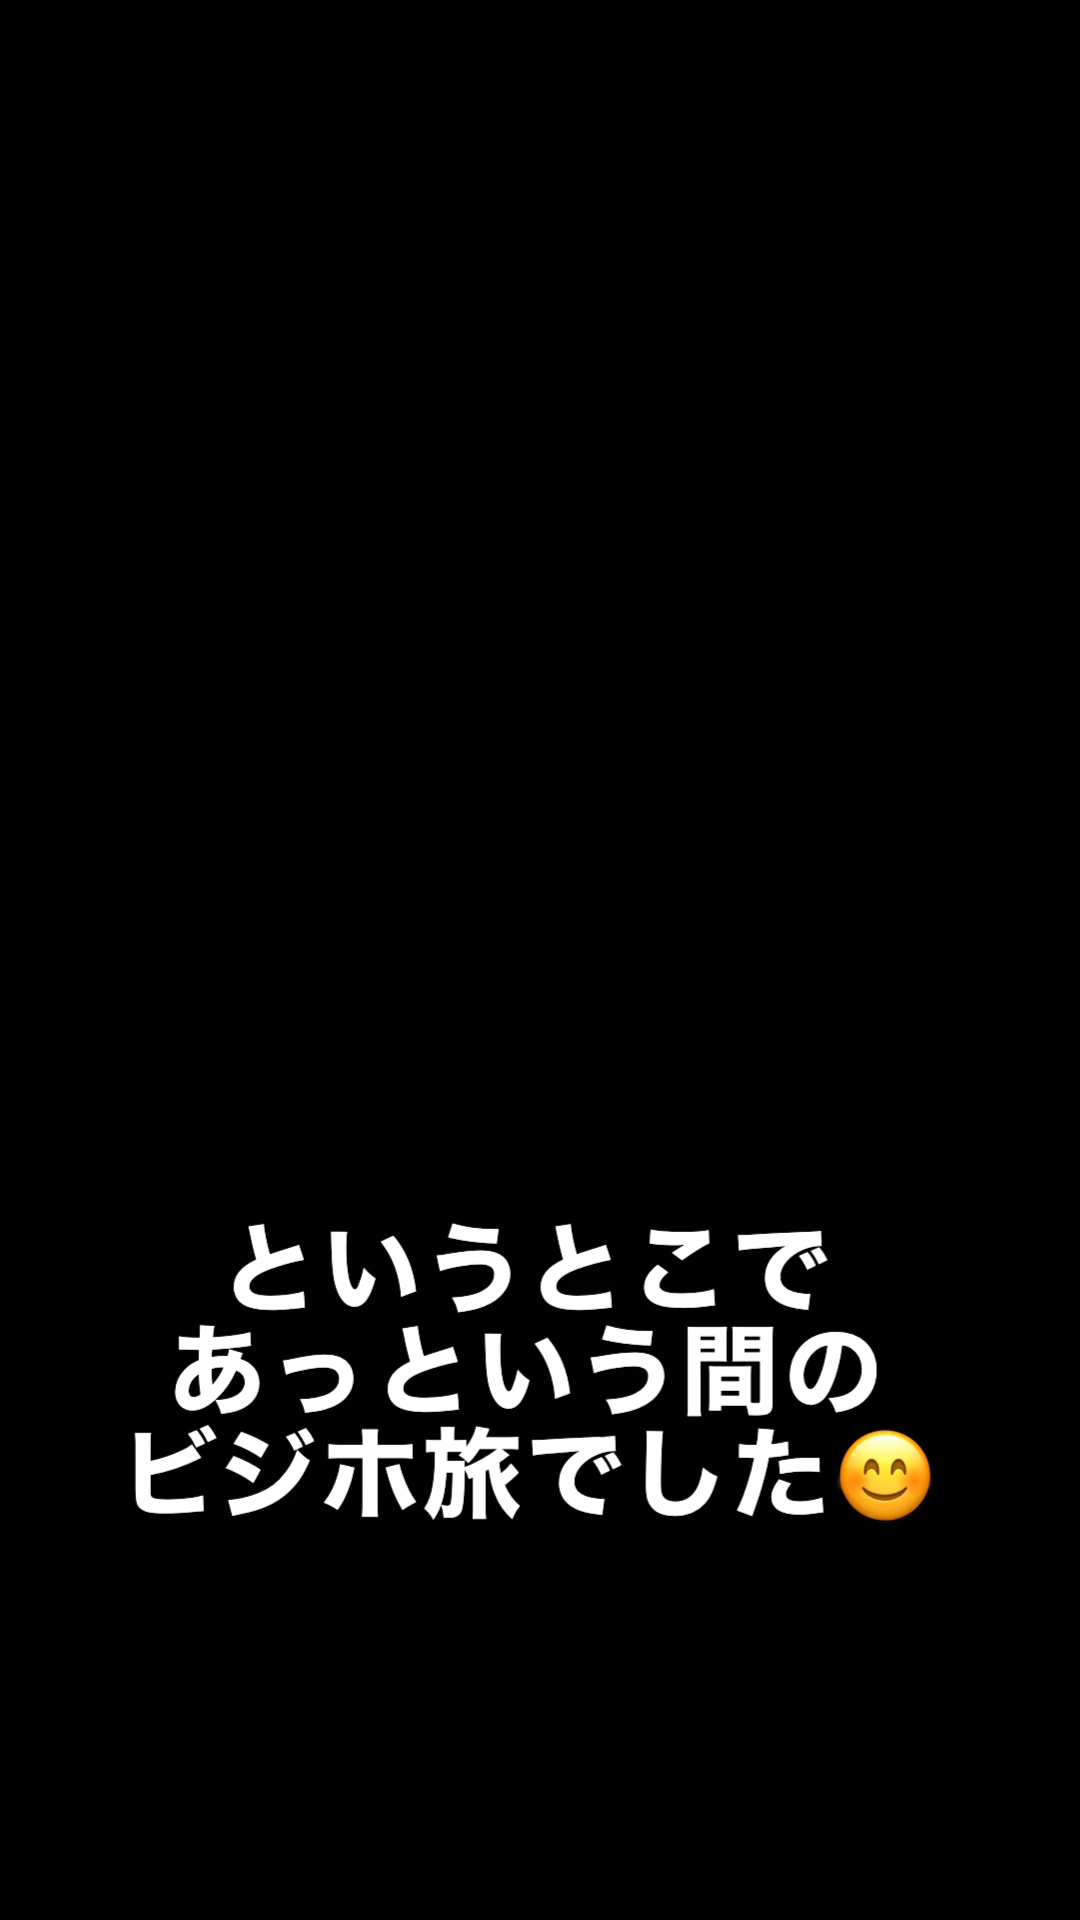 というとこで
あっという間の
ビジホ旅でした😊